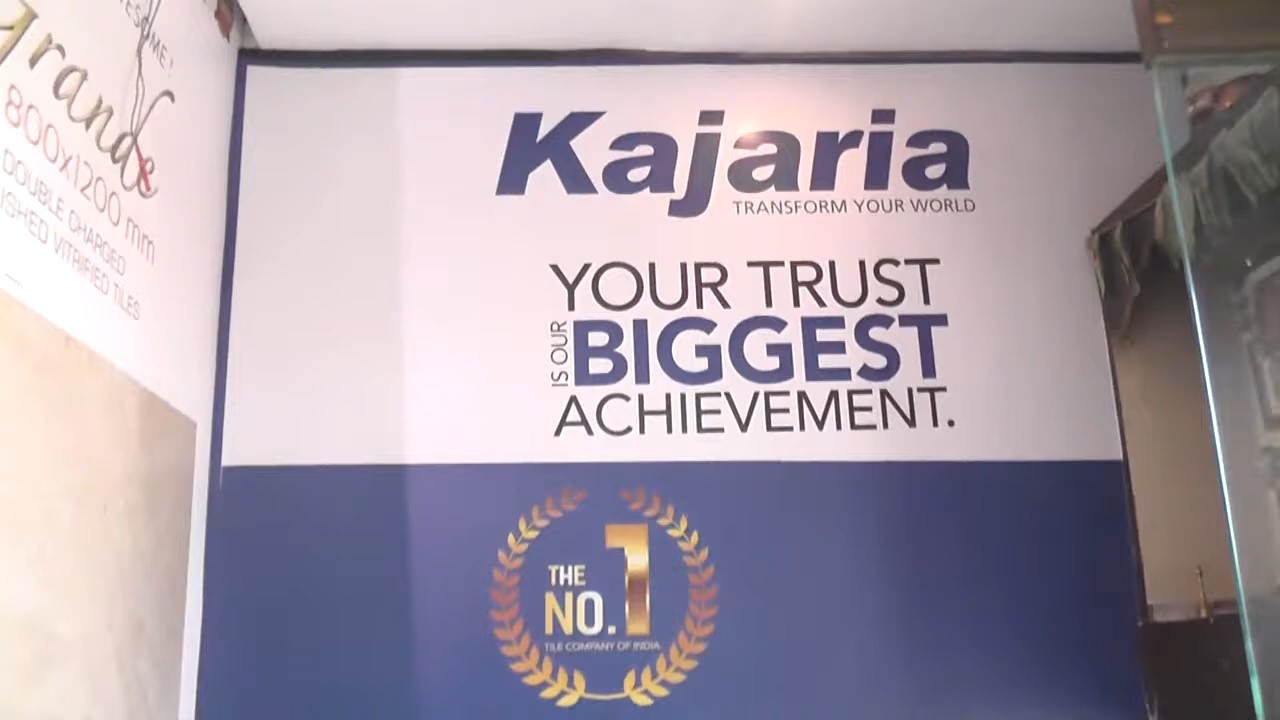 grande
800x1200 mm
DOUBLE CHARGED
VITRIFIED TILES
Kajaria
TRANSFORM YOUR WORLD
YOUR TRUST
IS OUR
BIGGEST
ACHIEVEMENT.
THE
NO.1
TILE COMPANY OF INDIA